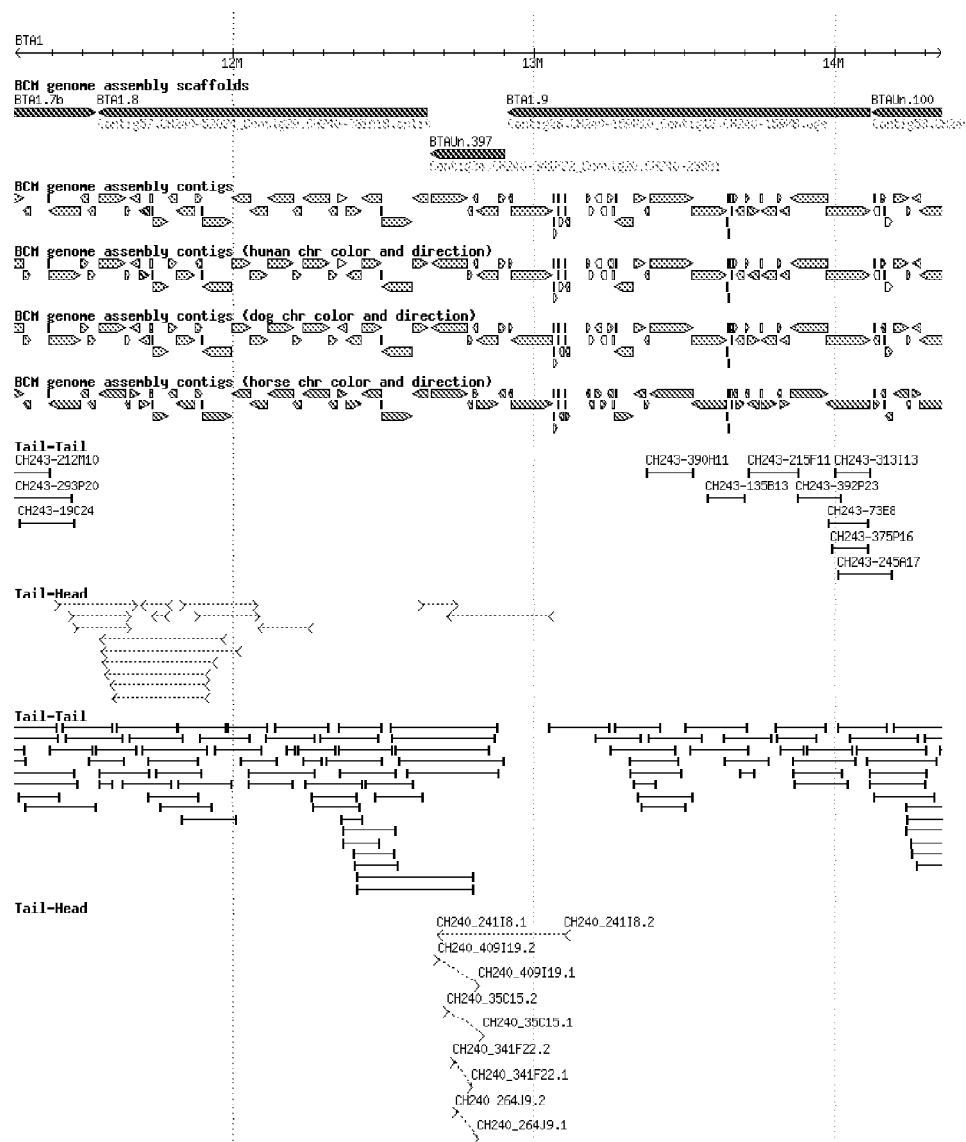 BTA1
12M 13M 14M
BCM genome assembly scaffolds
BTA1.7b BTA1.8 BTA1.9 BTAUn.100
BTAUn.397
BCM genome assembly contigs
BCM genome assembly contigs (human chr color and direction)
BCM genome assembly contigs (dog chr color and direction)
BCM genome assembly contigs (horse chr color and direction)
Tail-Tail
CH243-212M10 CH243-390H11 CH243-215F11 CH243-313I13
CH243-293P20 CH243-135B13 CH243-392P23
CH243-19C24 CH243-73E8
CH243-375P16
CH243-245A17
Tail-Head
Tail-Tail
Tail-Head
CH240_241I8.1 CH240_241I8.2
CH240_409I19.2
CH240_409I19.1
CH240_35C15.2
CH240_35C15.1
CH240_341F22.2
CH240_341F22.1
CH240_264J9.2
CH240_264J9.1